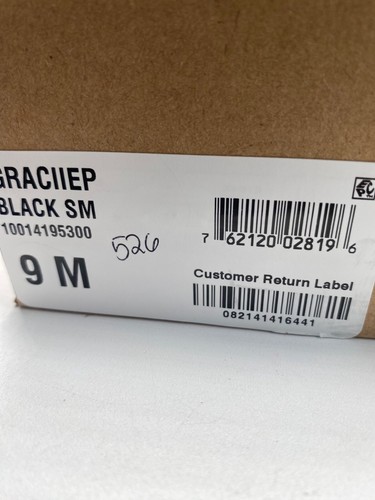 GRACIIEP
BLACK SM
10014195300
9 M
526
7 62120 02819 6
Customer Return Label
082141416441